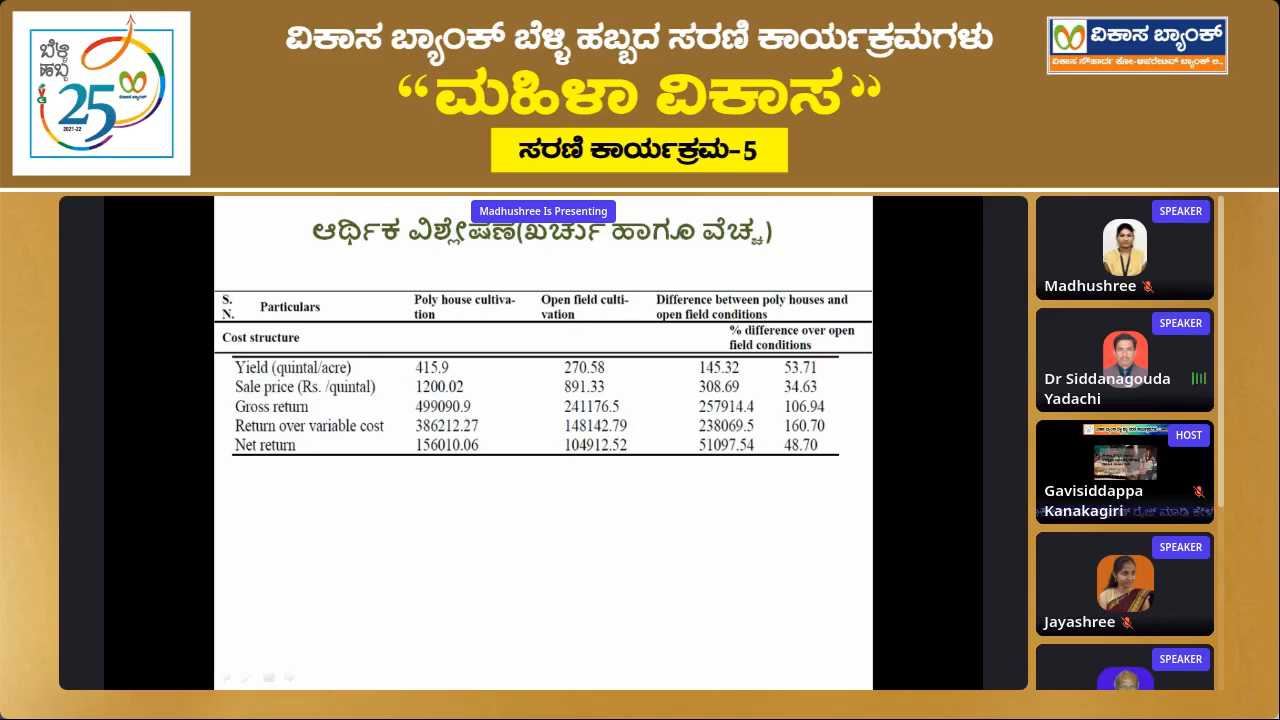 ಬೆಳ್ಳಿ
ಹಬ್ಬ
25
2021-22
ವಿಕಾಸ ಬ್ಯಾಂಕ್ ಬೆಳ್ಳಿ ಹಬ್ಬದ ಸರಣಿ ಕಾರ್ಯಕ್ರಮಗಳು
“ಮಹಿಳಾ ವಿಕಾಸ”
ಸರಣಿ ಕಾರ್ಯಕ್ರಮ-5
ವಿಕಾಸ ಬ್ಯಾಂಕ್
ವಿಕಾಸ ಸೌಹಾರ್ದ ಕೋ-ಆಪರೇಟಿವ್ ಬ್ಯಾಂಕ್ ಲಿ.,
Madhushree Is Presenting
ಆರ್ಥಿಕ ವಿಶ್ಲೇಷಣ(ಖರ್ಚು ಹಾಗೂ ವೆಚ್ಚ)
S. N. Particulars Poly house cultiva-tion Open field culti-vation Difference between poly houses and open field conditions
Cost structure % difference over open field conditions
Yield (quintal/acre) 415.9 270.58 145.32 53.71
Sale price (Rs. /quintal) 1200.02 891.33 308.69 34.63
Gross return 499090.9 241176.5 257914.4 106.94
Return over variable cost 386212.27 148142.79 238069.5 160.70
Net return 156010.06 104912.52 51097.54 48.70
SPEAKER
Madhushree
SPEAKER
Dr Siddanagouda
Yadachi
HOST
Gavisiddappa
Kanakagiri
SPEAKER
Jayashree
SPEAKER